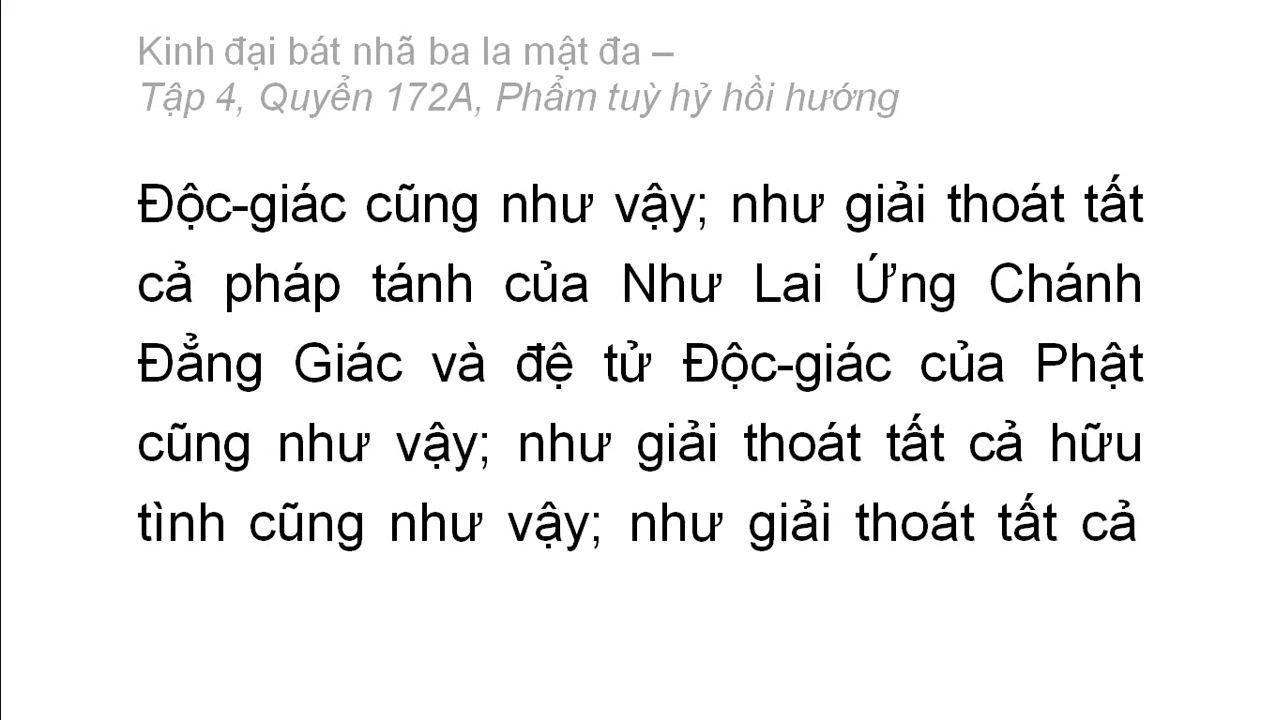 Kinh đại bát nhã ba la mật đa –
Tập 4, Quyển 172A, Phẩm tuỳ hỷ hồi hướng
Độc-giác cũng như vậy; như giải thoát tất
cả pháp tánh của Như Lai Ứng Chánh
Đẳng Giác và đệ tử Độc-giác của Phật
cũng như vậy; như giải thoát tất cả hữu
tình cũng như vậy; như giải thoát tất cả